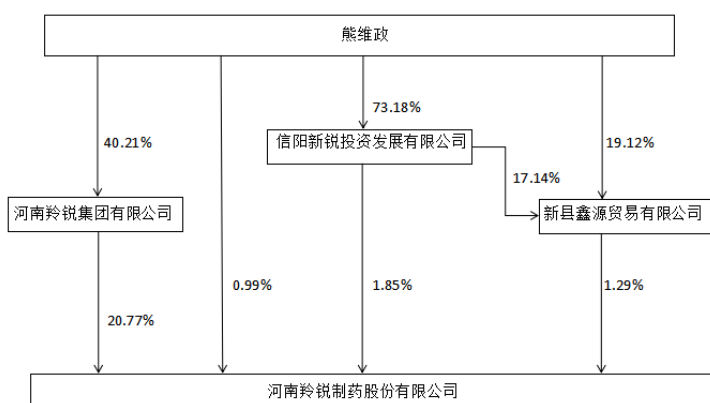 熊维政
73.18%
40.21%
信阳新锐投资发展有限公司
19.12%
17.14%
河南羚锐集团有限公司
新县鑫源贸易有限公司
0.99%
1.85%
1.29%
20.77%
河南羚锐制药股份有限公司